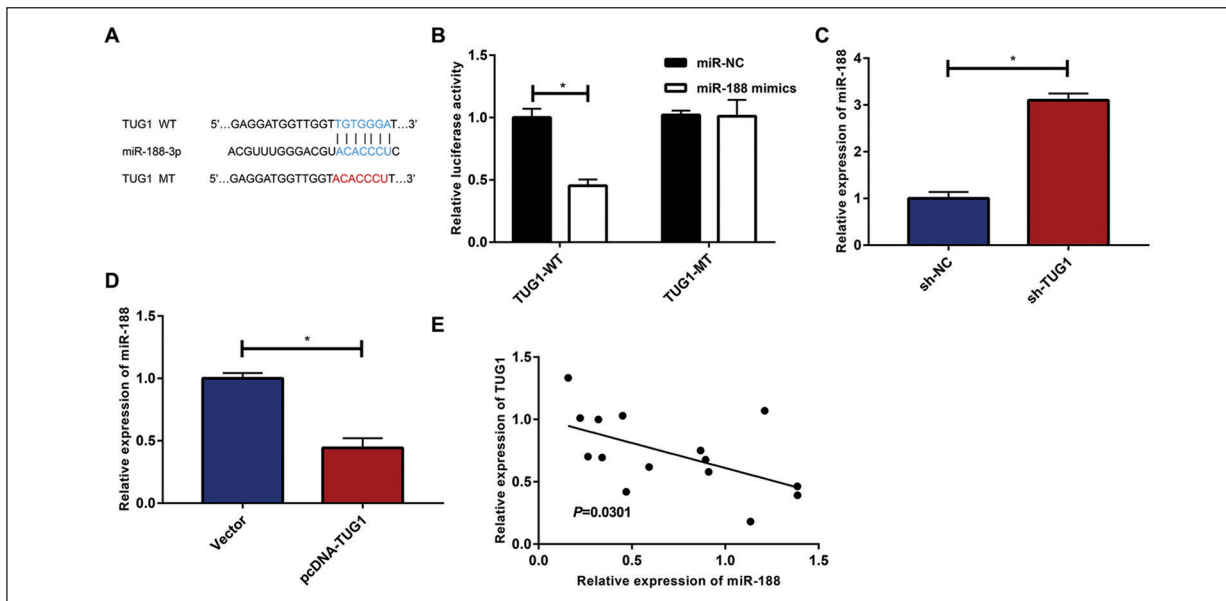 A
TUG1 WT 5'...GAGGATGGTTGGTTGTGGGAT...3'
miR-188-3p ACGUUUGGGACGUACACCCUC
TUG1 MT 5'...GAGGATGGTTGGTACACCCUT...3'
B
Relative luciferase activity
1.5
1.0
0.5
0.0
*
miR-NC
miR-188 mimics
TUG1-WT
TUG1-MT
C
Relative expression of miR-188
4
3
2
1
0
*
sh-NC
sh-TUG1
D
Relative expression of miR-188
1.5
1.0
0.5
0.0
*
Vector
pcDNA-TUG1
E
Relative expression of TUG1
1.5
1.0
0.5
0.0
P=0.0301
0.0 0.5 1.0 1.5
Relative expression of miR-188